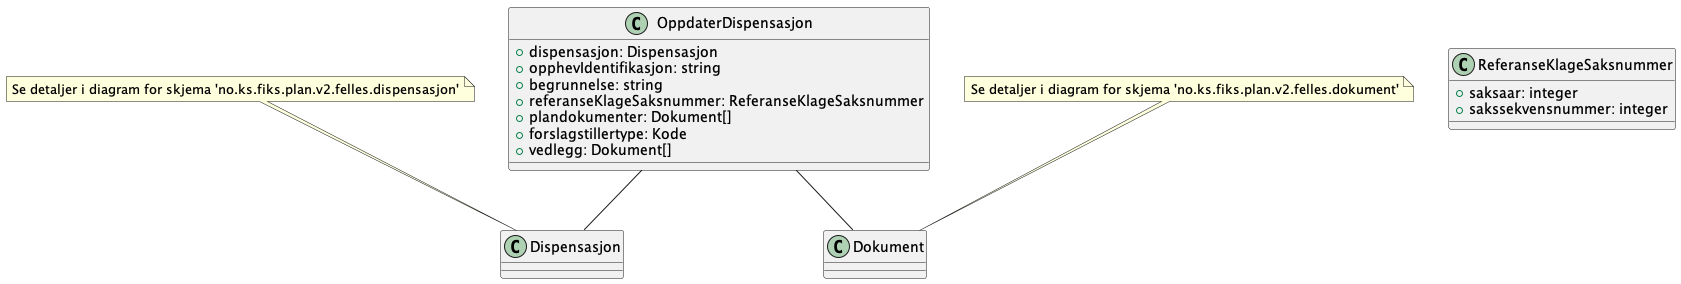 C OppdaterDispensasjon
dispensasjon: Dispensasjon
opphevIdentifikasjon: string
begrunnelse: string
referanseKlageSaksnummer: ReferanseKlageSaksnummer
plandokumenter: Dokument[]
forslagstillertype: Kode
vedlegg: Dokument[]
Se detaljer i diagram for skjema 'no.ks.fiks.plan.v2.felles.dispensasjon'
Se detaljer i diagram for skjema 'no.ks.fiks.plan.v2.felles.dokument'
C ReferanseKlageSaksnummer
saksaar: integer
sakssekvensnummer: integer
C Dispensasjon
C Dokument